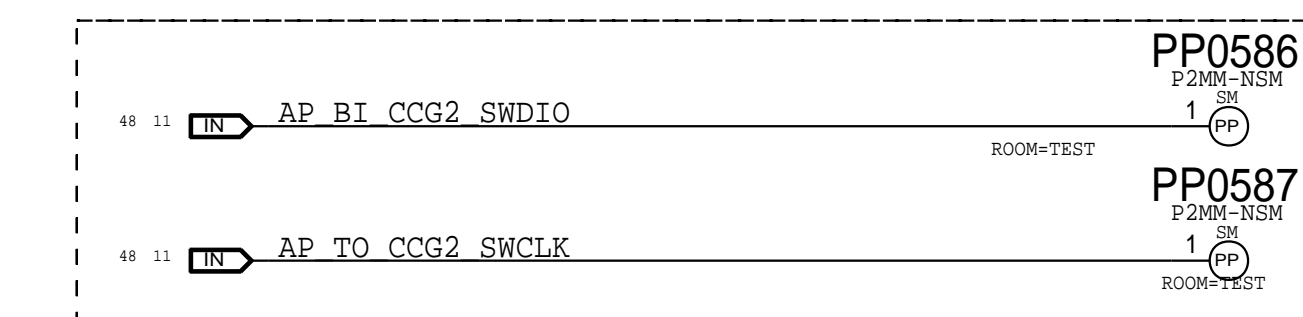 PP0586
P2MM-NSM
SM
48 11 IN AP_BI_CCG2_SWDIO 1 PP
ROOM=TEST
PP0587
P2MM-NSM
SM
48 11 IN AP_TO_CCG2_SWCLK 1 PP
ROOM=TEST